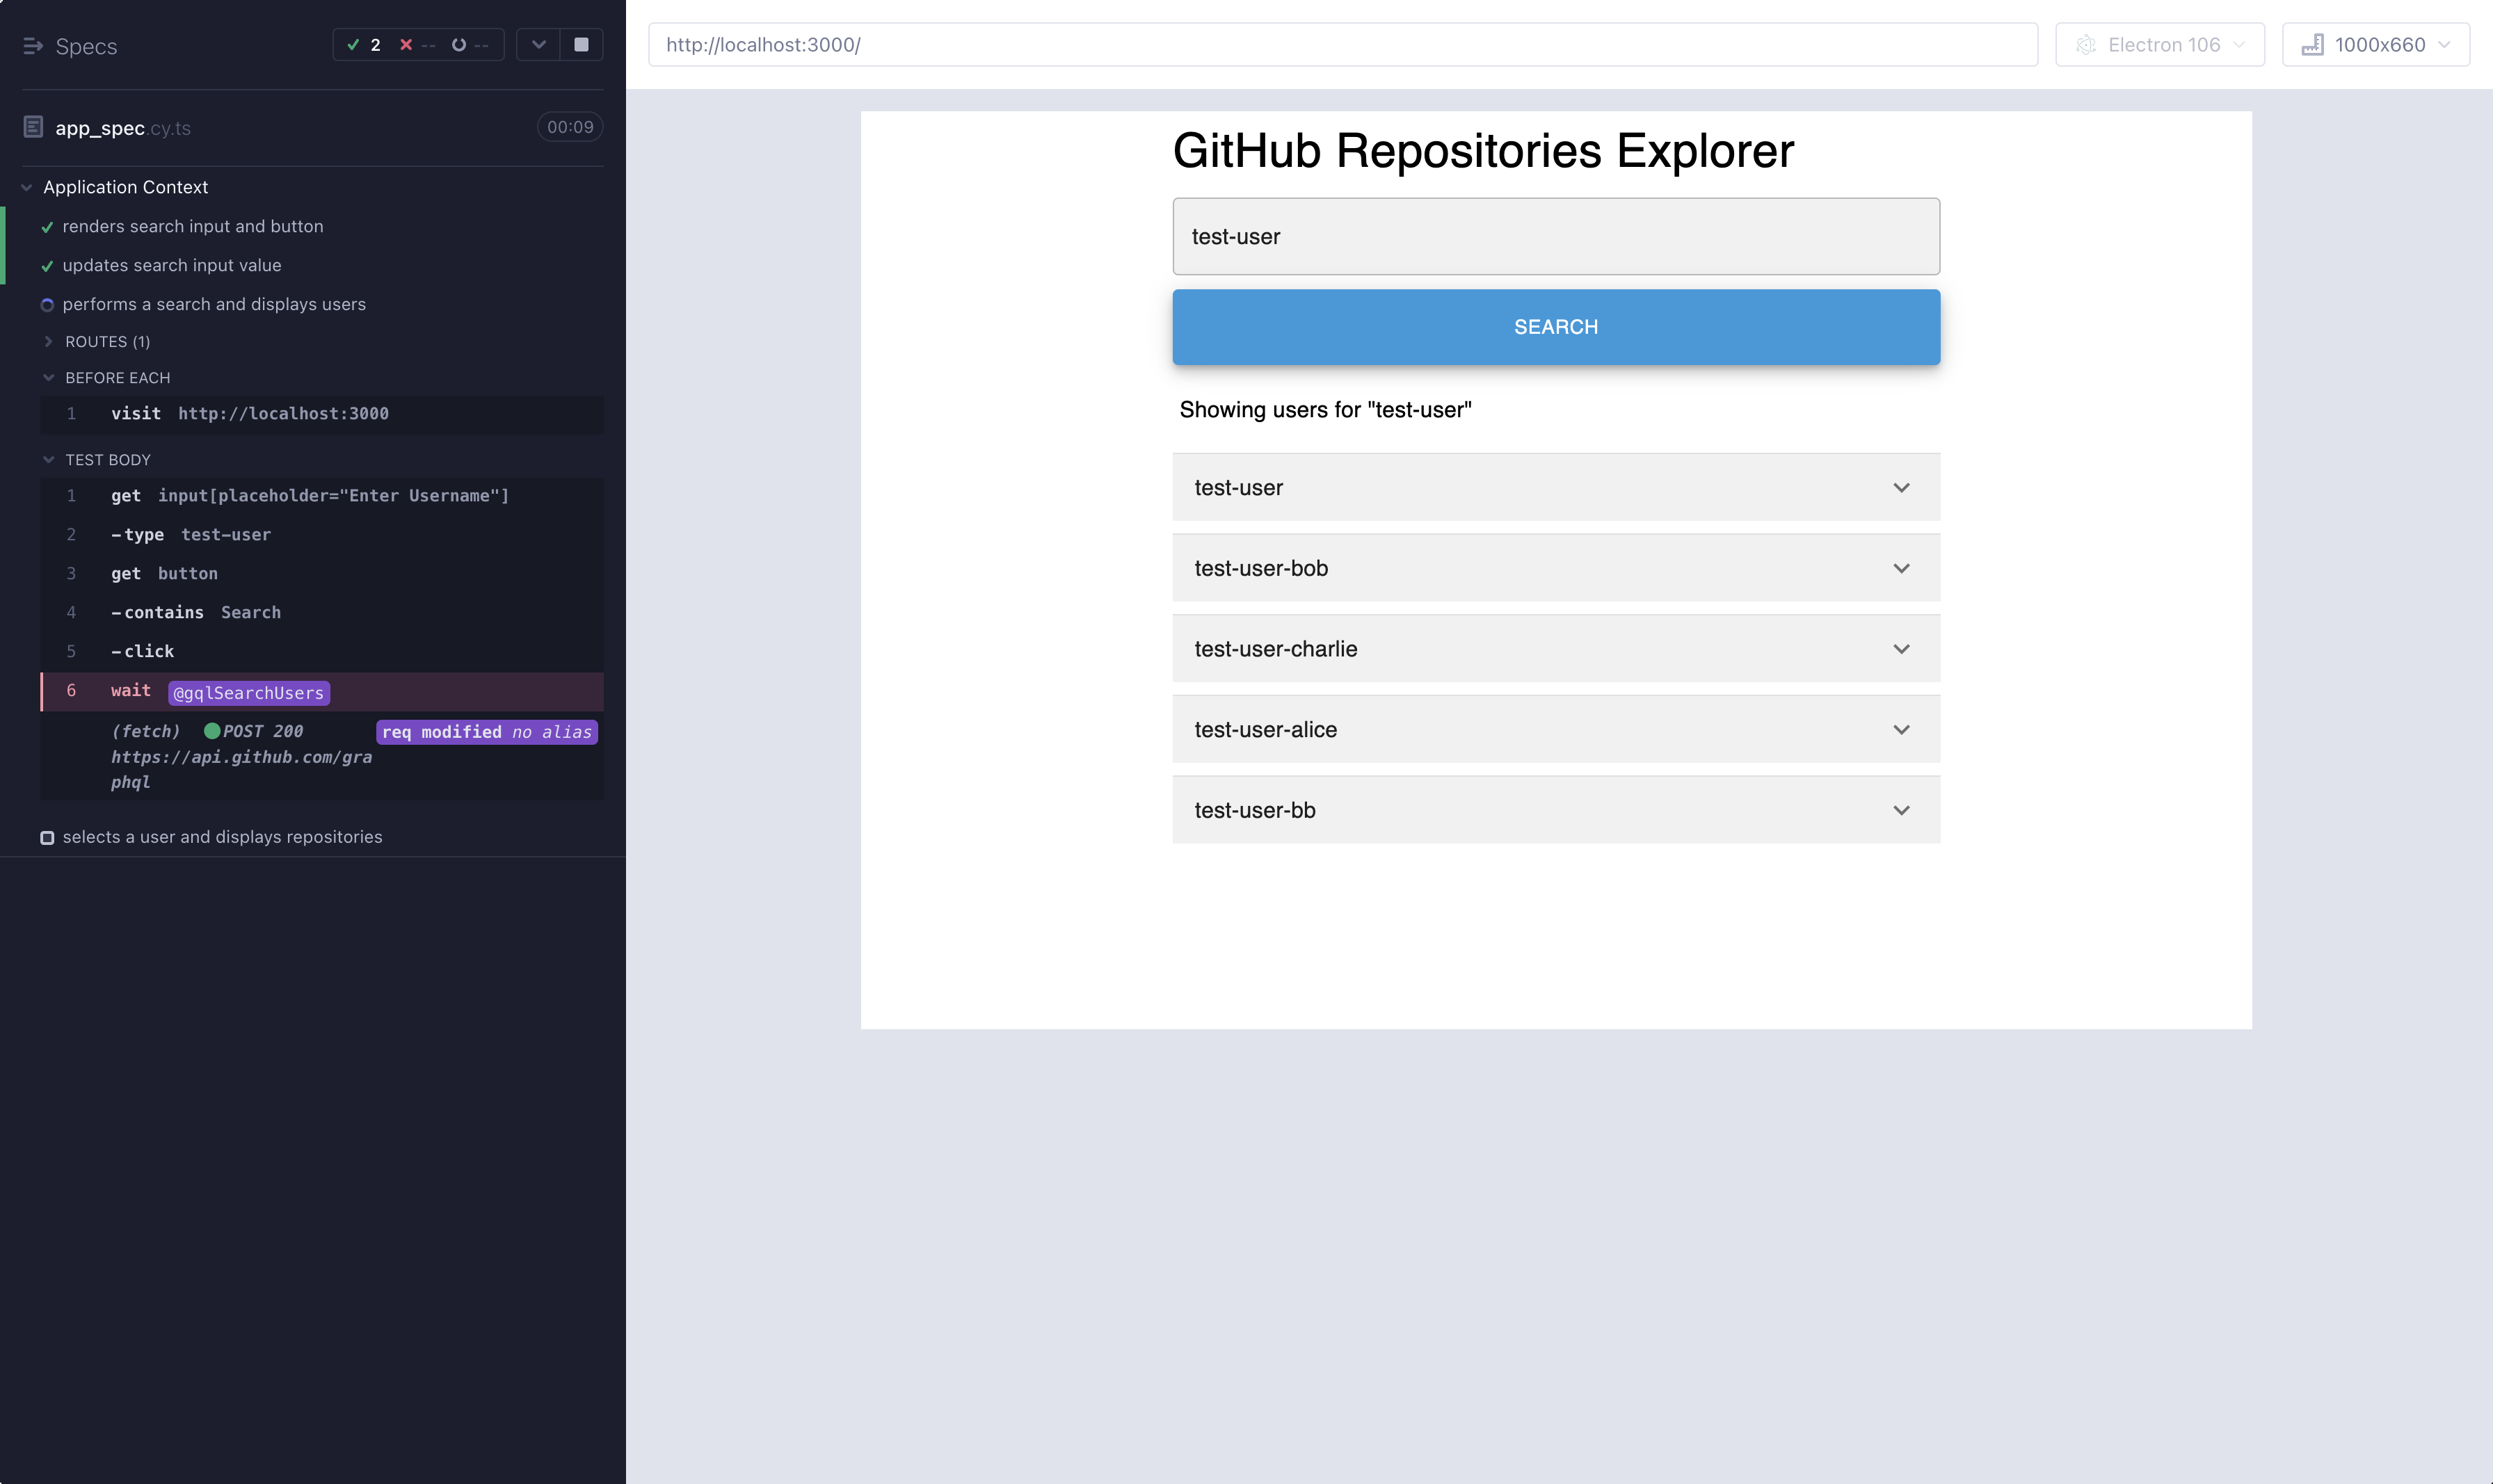 Specs
2 -- --
app_spec.cy.ts 00:09
Application Context
renders search input and button
updates search input value
performs a search and displays users
ROUTES (1)
BEFORE EACH
1 visit http://localhost:3000
TEST BODY
1 get input[placeholder="Enter Username"]
2 -type test-user
3 get button
4 -contains Search
5 -click
6 wait @gqlSearchUsers
(fetch) POST 200 req modified no alias
https://api.github.com/gra
phql
selects a user and displays repositories
http://localhost:3000/ Electron 106 1000x660
GitHub Repositories Explorer
test-user
SEARCH
Showing users for "test-user"
test-user
test-user-bob
test-user-charlie
test-user-alice
test-user-bb